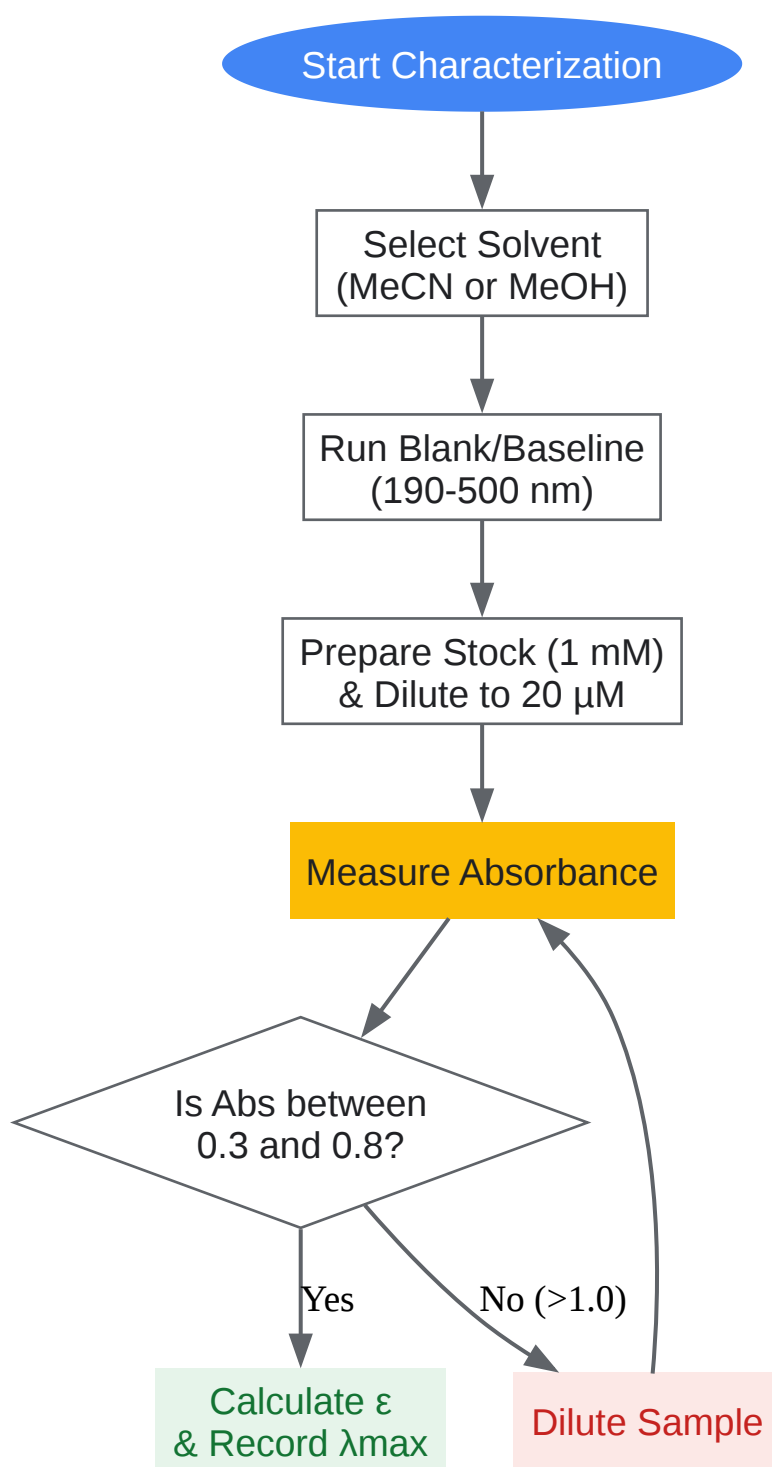 Start Characterization
Select Solvent
(MeCN or MeOH)
Run Blank/Baseline
(190-500 nm)
Prepare Stock (1 mM)
& Dilute to 20 µM
Measure Absorbance
Is Abs between
0.3 and 0.8?
Yes
No (>1.0)
Calculate ε
& Record λmax
Dilute Sample